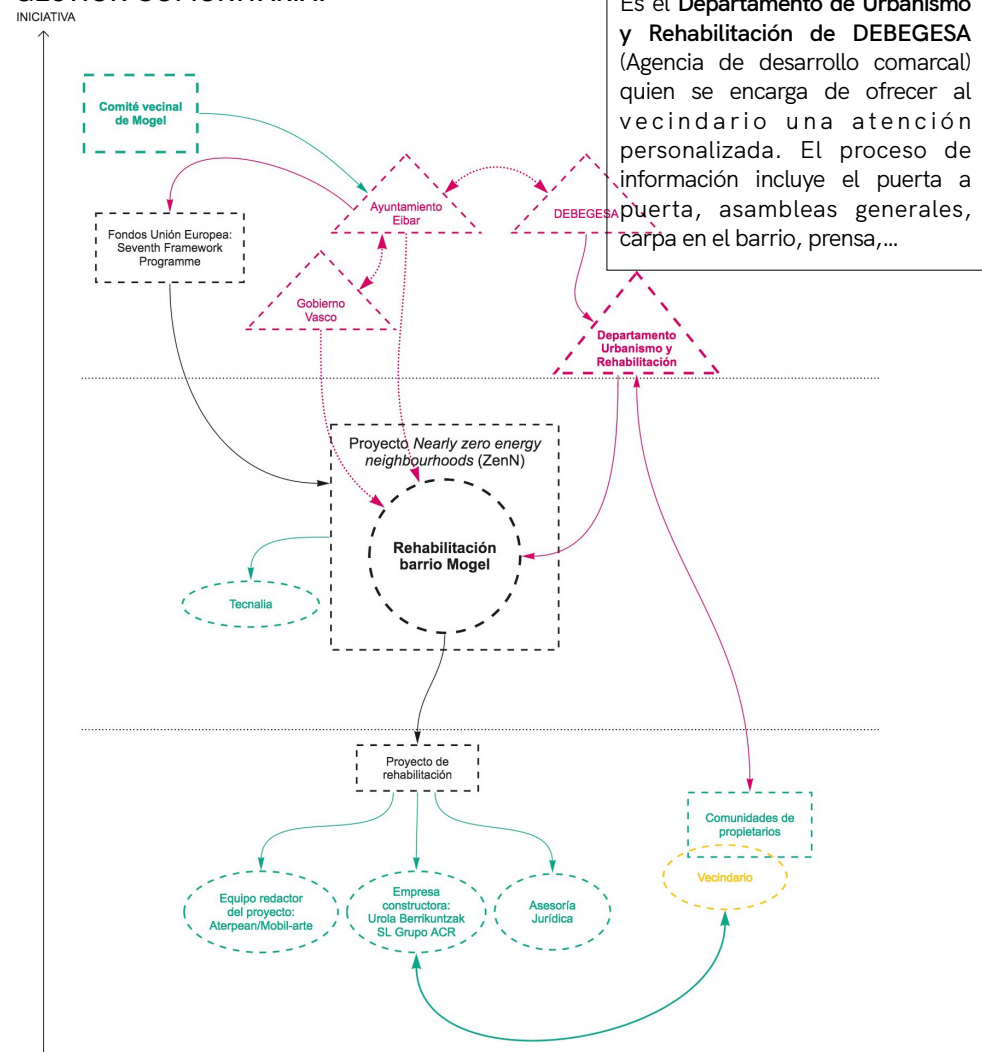 GESTIÓN COMUNITARIA.
INICIATIVA
Es el Departamento de Urbanismo
y Rehabilitación de DEBEGESA
(Agencia de desarrollo comarcal)
quien se encarga de ofrecer al
vecindario una atención
personalizada. El proceso de
información incluye el puerta a
puerta, asambleas generales,
carpa en el barrio, prensa,...
Comité vecinal
de Mogel
Ayuntamiento
Eibar
DEBEGESA
Fondos Unión Europea:
Seventh Framework
Programme
Gobierno
Vasco
Departamento
Urbanismo y
Rehabilitación
Proyecto Nearly zero energy
neighbourhoods (ZenN)
Rehabilitación
barrio Mogel
Tecnalia
Proyecto de
rehabilitación
Comunidades de
propietarios
Vecindario
Equipo redactor
del proyecto:
Aterpean/Mobil-arte
Empresa
constructora:
Urola Berrikuntzak
SL Grupo ACR
Asesoría
Jurídica